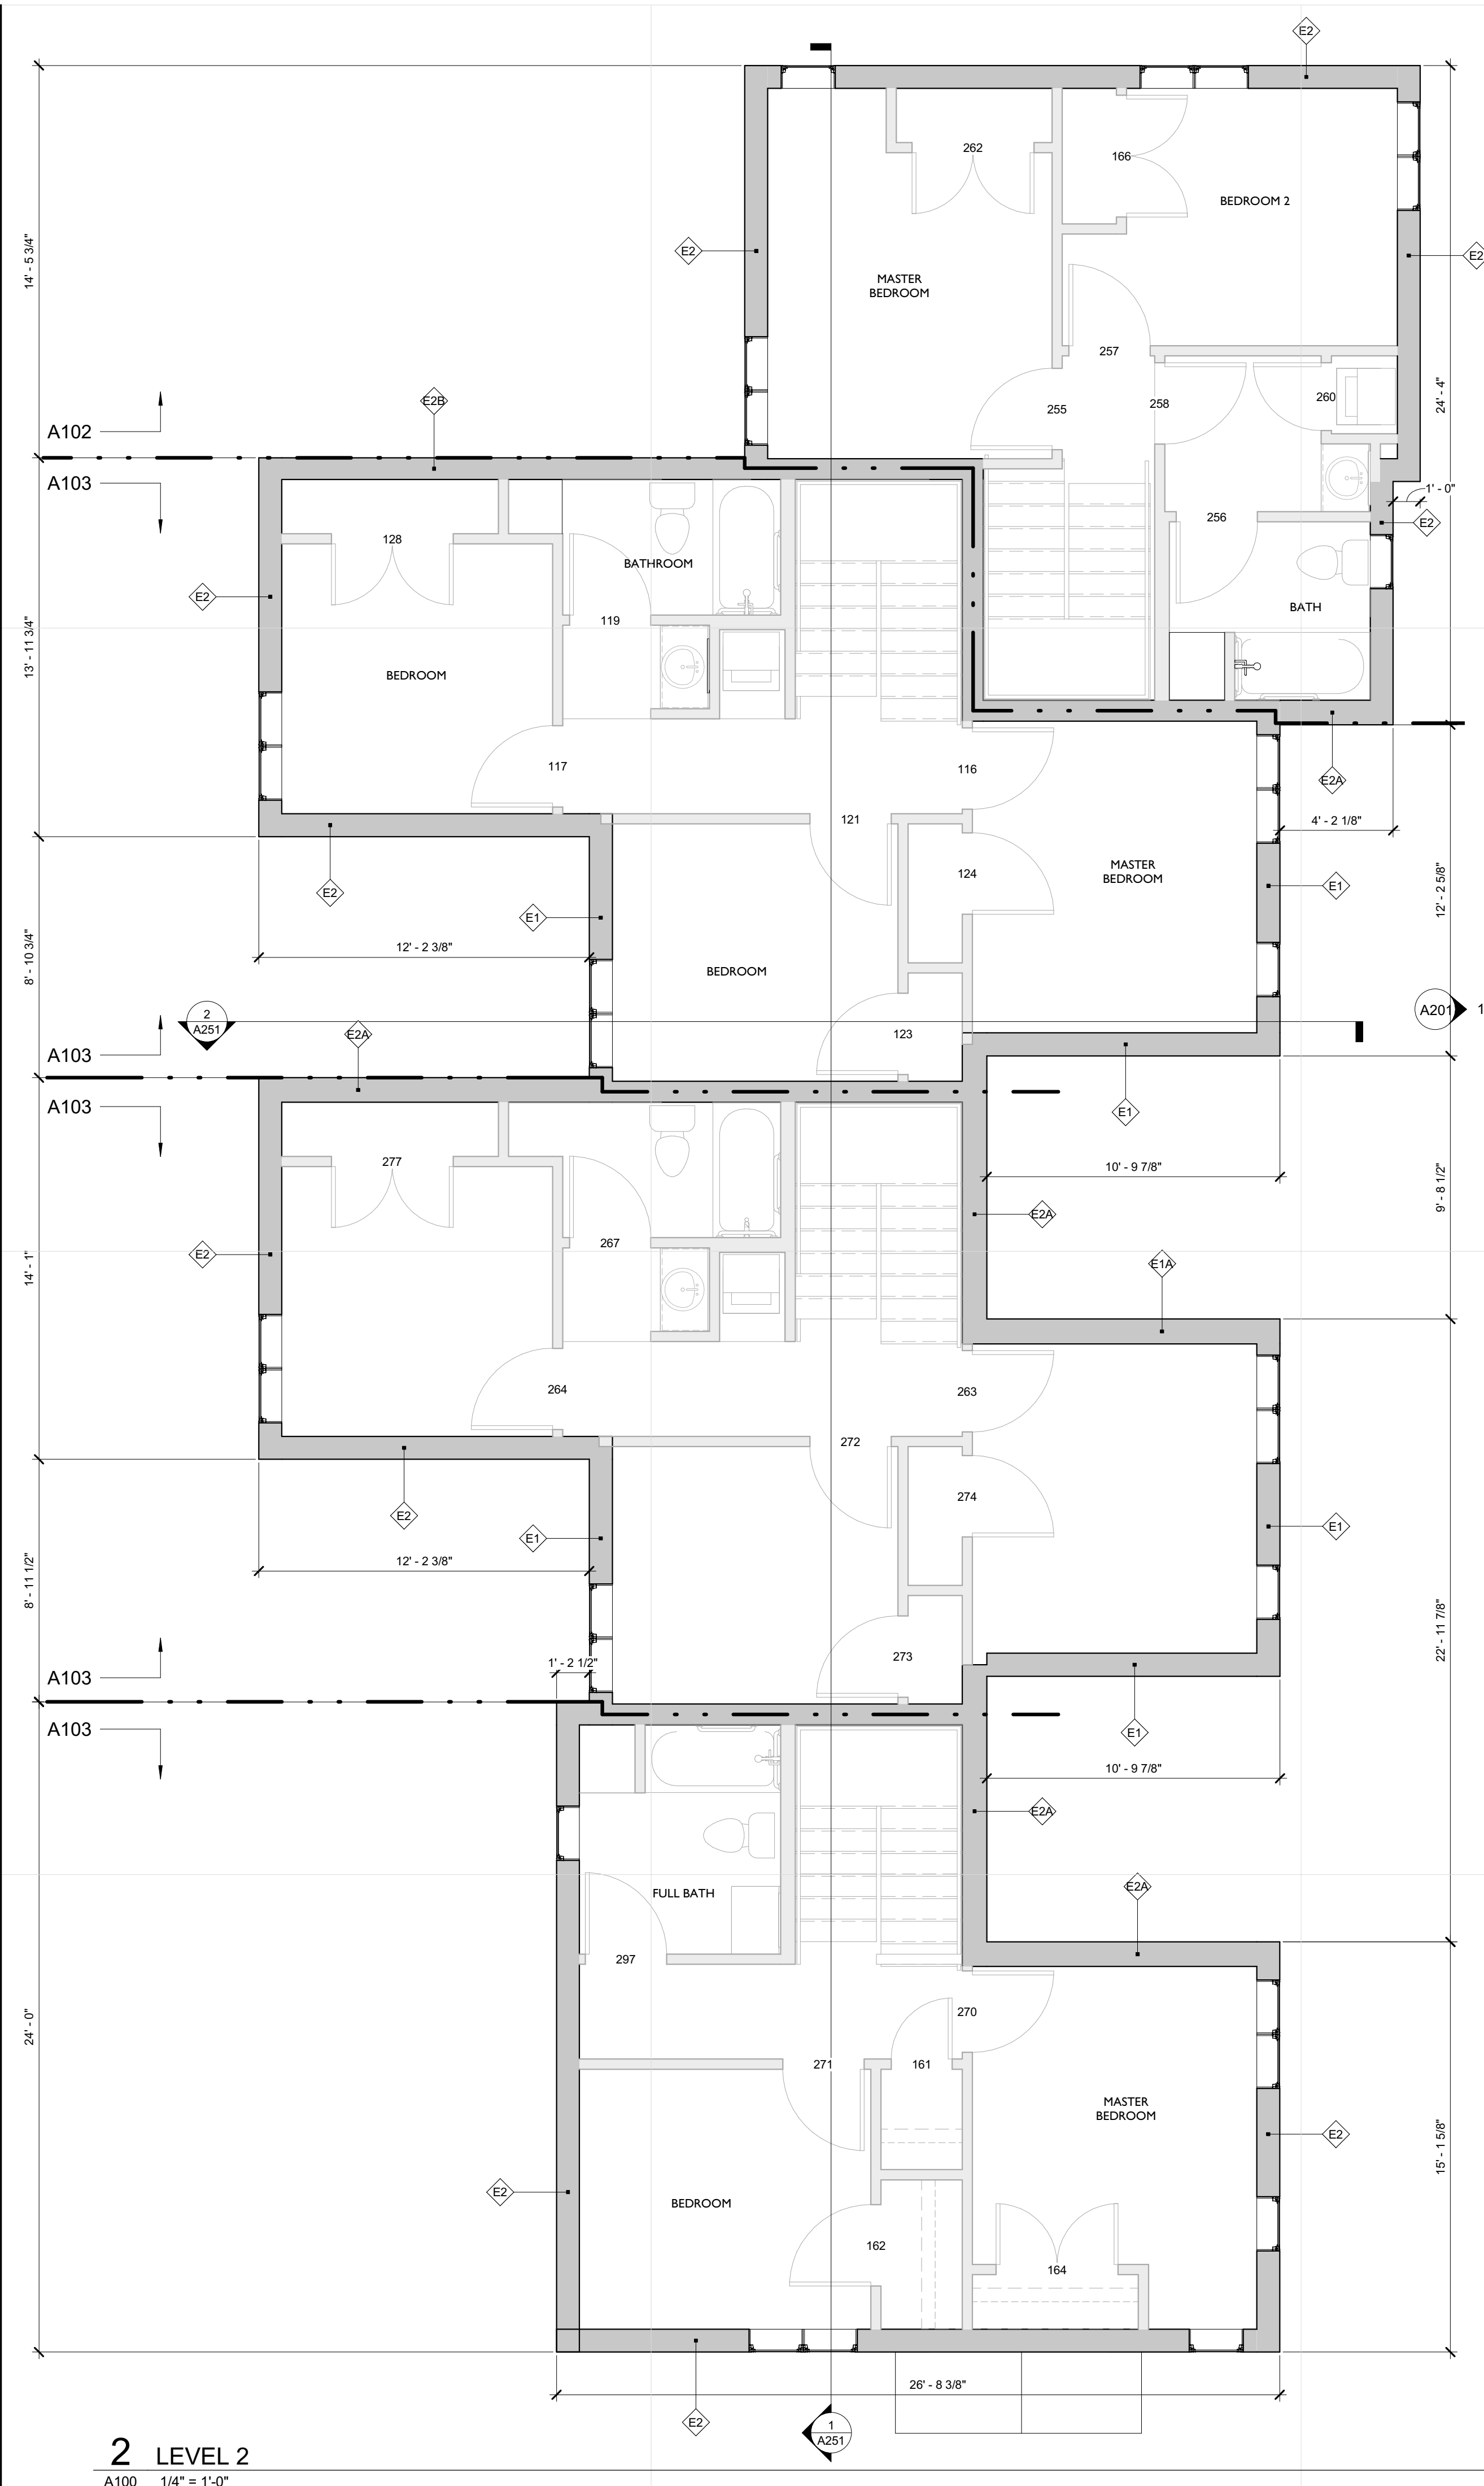 E2
14' - 5 3/4"
262
166
BEDROOM 2
E2
E2
MASTER
BEDROOM
257
24' - 4"
E2B
255
258
260
A102
A103
1' - 0"
256
E2
128
BATHROOM
E2
BATH
119
13' - 11 3/4"
BEDROOM
117
116
E2A
121
4' - 2 1/8"
124
MASTER
BEDROOM
E2
E1
E1
12' - 2 5/8"
12' - 2 3/8"
8' - 10 3/4"
BEDROOM
2
A251
A201
1
E2A
123
A103
A103
E1
277
10' - 9 7/8"
9' - 8 1/2"
E2A
267
E2
14' - 1"
E1A
264
263
272
274
E2
E1
E1
12' - 2 3/8"
8' - 11 1/2"
22' - 11 7/8"
273
1' - 2 1/2"
A103
A103
E1
10' - 9 7/8"
E2A
FULL BATH
E2A
297
270
24' - 0"
271
161
MASTER
BEDROOM
E2
15' - 1 5/8"
E2
BEDROOM
162
164
26' - 8 3/8"
E2
1
A251
2 LEVEL 2
A100 1/4" = 1'-0"